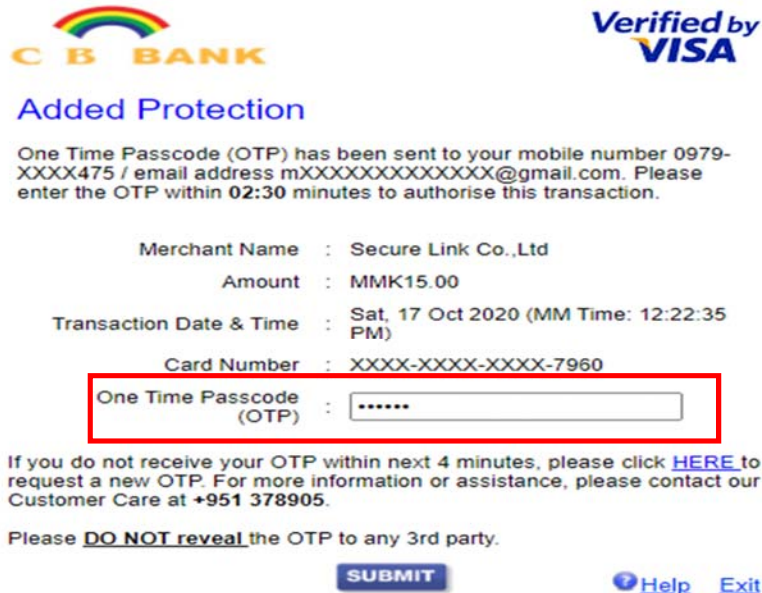 C B BANK
Verified by
VISA
Added Protection
One Time Passcode (OTP) has been sent to your mobile number 0979-
XXXX475 / email address mXXXXXXXXXXXXX@gmail.com. Please
enter the OTP within 02:30 minutes to authorise this transaction.
Merchant Name : Secure Link Co.,Ltd
Amount : MMK15.00
Transaction Date & Time : Sat, 17 Oct 2020 (MM Time: 12:22:35
PM)
Card Number : XXXX-XXXX-XXXX-7960
One Time Passcode
(OTP) : ••••••
If you do not receive your OTP within next 4 minutes, please click HERE to
request a new OTP. For more information or assistance, please contact our
Customer Care at +951 378905.
Please DO NOT reveal the OTP to any 3rd party.
SUBMIT
? Help Exit